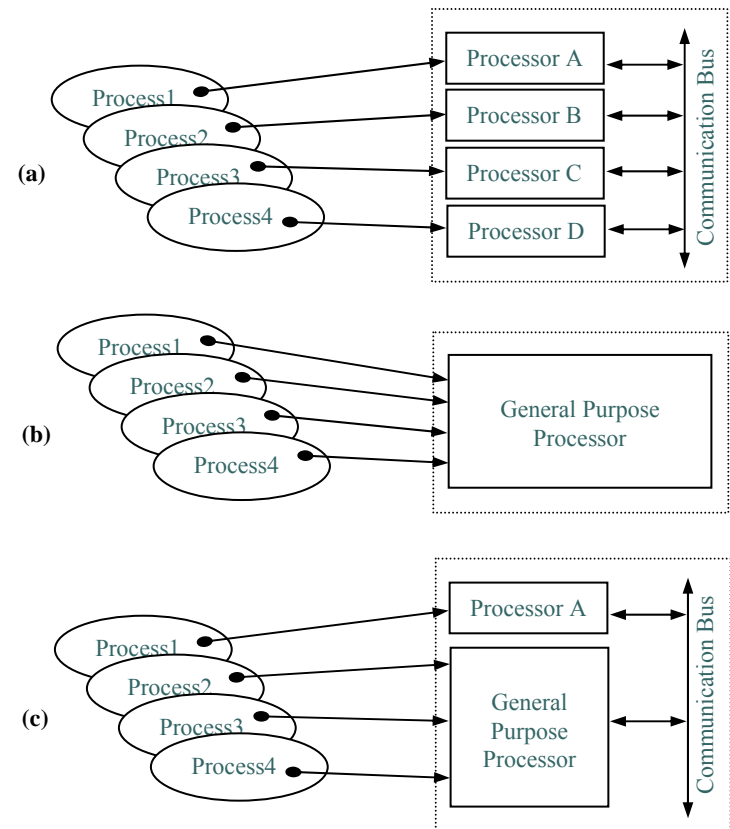 (a)
Process1
Process2
Process3
Process4
Processor A
Processor B
Processor C
Processor D
Communication Bus
(b)
Process1
Process2
Process3
Process4
General Purpose
Processor
(c)
Process1
Process2
Process3
Process4
Processor A
General
Purpose
Processor
Communication Bus